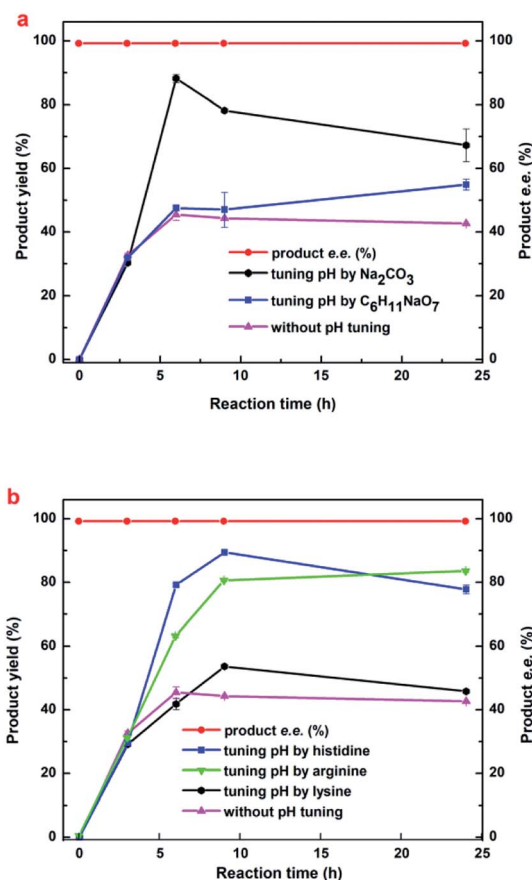 a
100
80
60
40
20
0
Product yield (%)
100
80
60
40
20
0
Product e.e. (%)
product e.e. (%)
tuning pH by Na2CO3
tuning pH by C6H11NaO7
without pH tuning
0 5 10 15 20 25
Reaction time (h)
b
100
80
60
40
20
0
Product yield (%)
100
80
60
40
20
0
Product e.e. (%)
product e.e. (%)
tuning pH by histidine
tuning pH by arginine
tuning pH by lysine
without pH tuning
0 5 10 15 20 25
Reaction time (h)